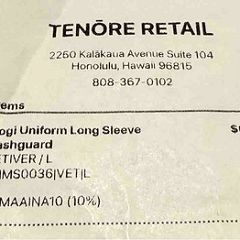 TENŌRE RETAIL
2250 Kalākaua Avenue Suite 104
Honolulu, Hawaii 96815
808-367-0102
ems
ogi Uniform Long Sleeve $
ashguard
ETIVER / L
MS0036|VET|L
MAAINA10 (10%)